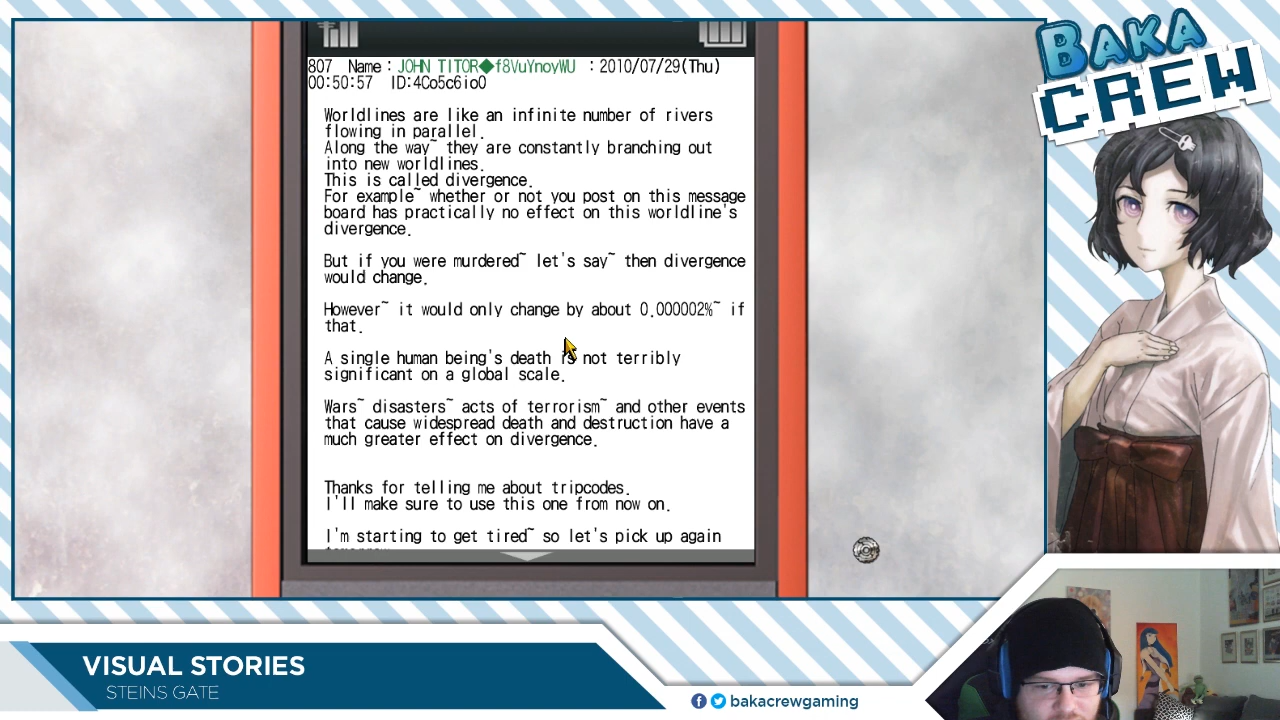 BAKA
CREW
807 Name : JOHN TITOR◆f8VuYnoyWU : 2010/07/29(Thu)
00:50:57 ID:4Co5c6io0
Worldlines are like an infinite number of rivers
flowing in parallel.
Along the way~ they are constantly branching out
into new worldlines.
This is called divergence.
For example~ whether or not you post on this message
board has practically no effect on this worldline's
divergence.
But if you were murdered~ let's say~ then divergence
would change.
However~ it would only change by about 0.000002%~ if
that.
A single human being's death is not terribly
significant on a global scale.
Wars~ disasters~ acts of terrorism~ and other events
that cause widespread death and destruction have a
much greater effect on divergence.
Thanks for telling me about tripcodes.
I'll make sure to use this one from now on.
I'm starting to get tired~ so let's pick up again
VISUAL STORIES
STEINS GATE
bakacrewgaming